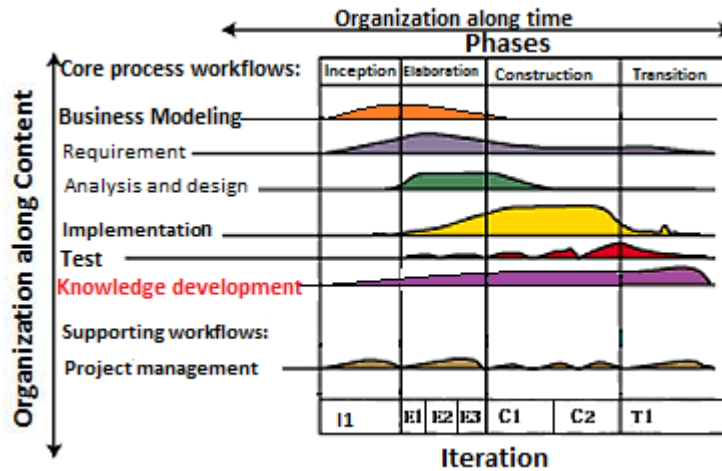 Organization along time
Phases
Core process workflows:
Inception
Elaboration
Construction
Transition
Organization along Content
Business Modeling
Requirement
Analysis and design
Implementation
Test
Knowledge development
Supporting workflows:
Project management
I1
E1
E2
E3
C1
C2
T1
Iteration